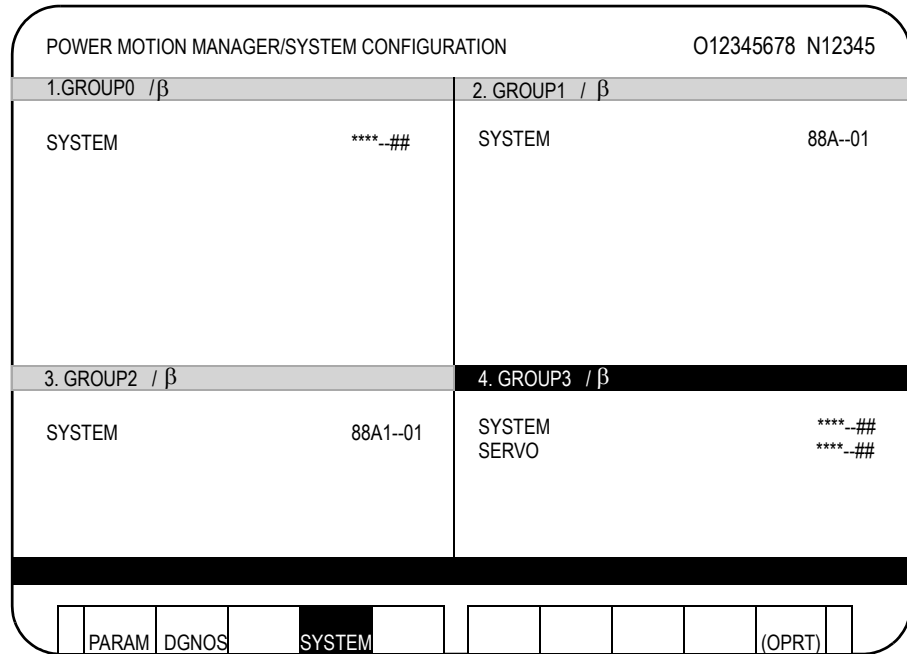 POWER MOTION MANAGER/SYSTEM CONFIGURATION O12345678 N12345
1.GROUP0 /β
SYSTEM ****--##
2. GROUP1 / β
SYSTEM 88A--01
3. GROUP2 / β
SYSTEM 88A1--01
4. GROUP3 / β
SYSTEM ****--##
SERVO ****--##
PARAM DGNOS SYSTEM (OPRT)